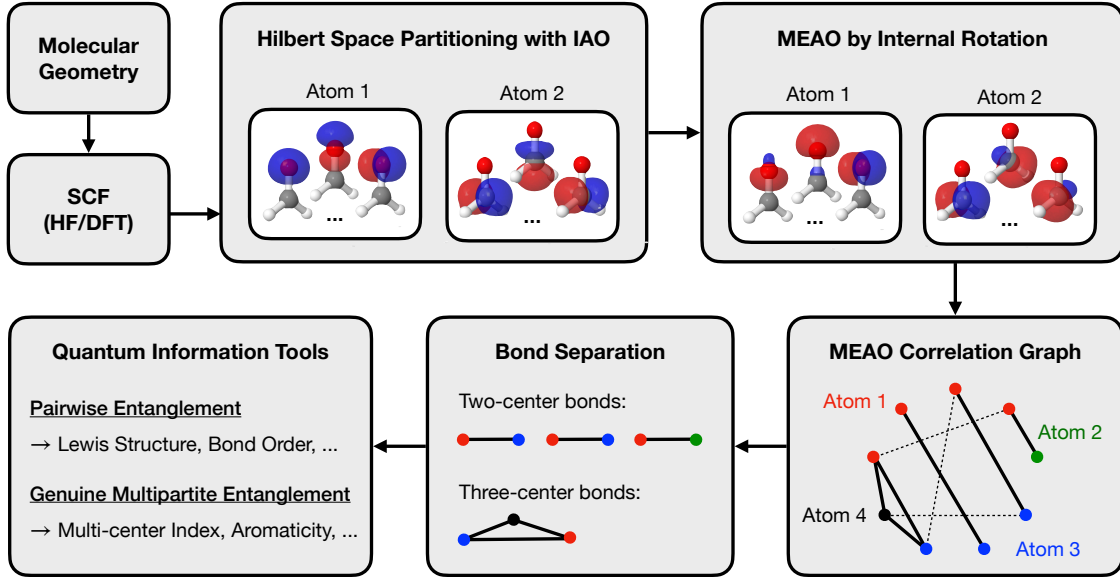 Molecular
Geometry
SCF
(HF/DFT)
Hilbert Space Partitioning with IAO
Atom 1
Atom 2
...
...
MEAO by Internal Rotation
Atom 1
Atom 2
...
...
MEAO Correlation Graph
Atom 1
Atom 2
Atom 4
Atom 3
Bond Separation
Two-center bonds:
Three-center bonds:
Quantum Information Tools
Pairwise Entanglement
→ Lewis Structure, Bond Order, ...
Genuine Multipartite Entanglement
→ Multi-center Index, Aromaticity, ...